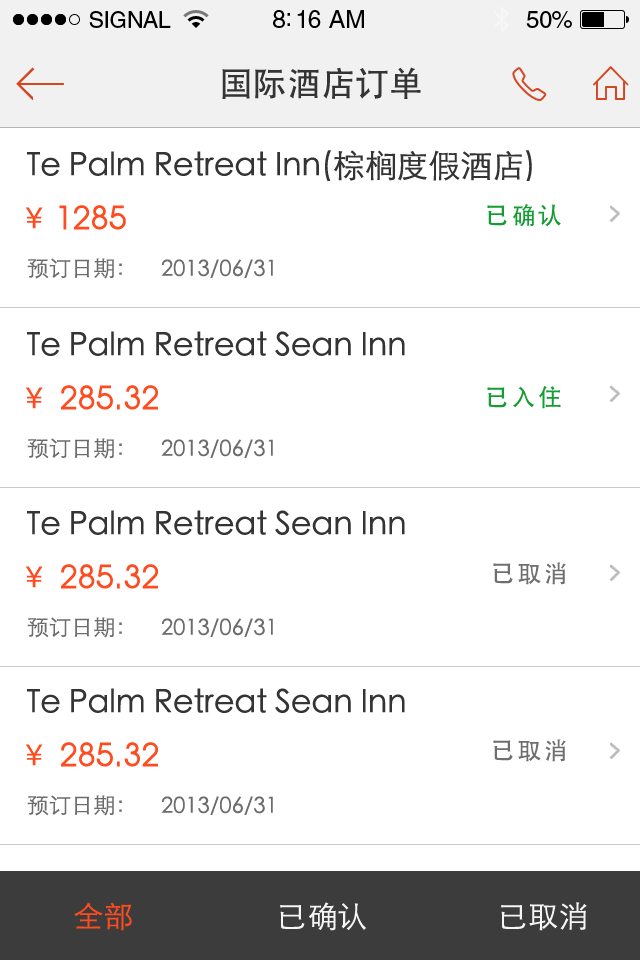 SIGNAL 8:16 AM 50%
国际酒店订单
Te Palm Retreat Inn(棕榈度假酒店)
¥ 1285 已确认
预订日期: 2013/06/31
Te Palm Retreat Sean Inn
¥ 285.32 已入住
预订日期: 2013/06/31
Te Palm Retreat Sean Inn
¥ 285.32 已取消
预订日期: 2013/06/31
Te Palm Retreat Sean Inn
¥ 285.32 已取消
预订日期: 2013/06/31
全部 已确认 已取消